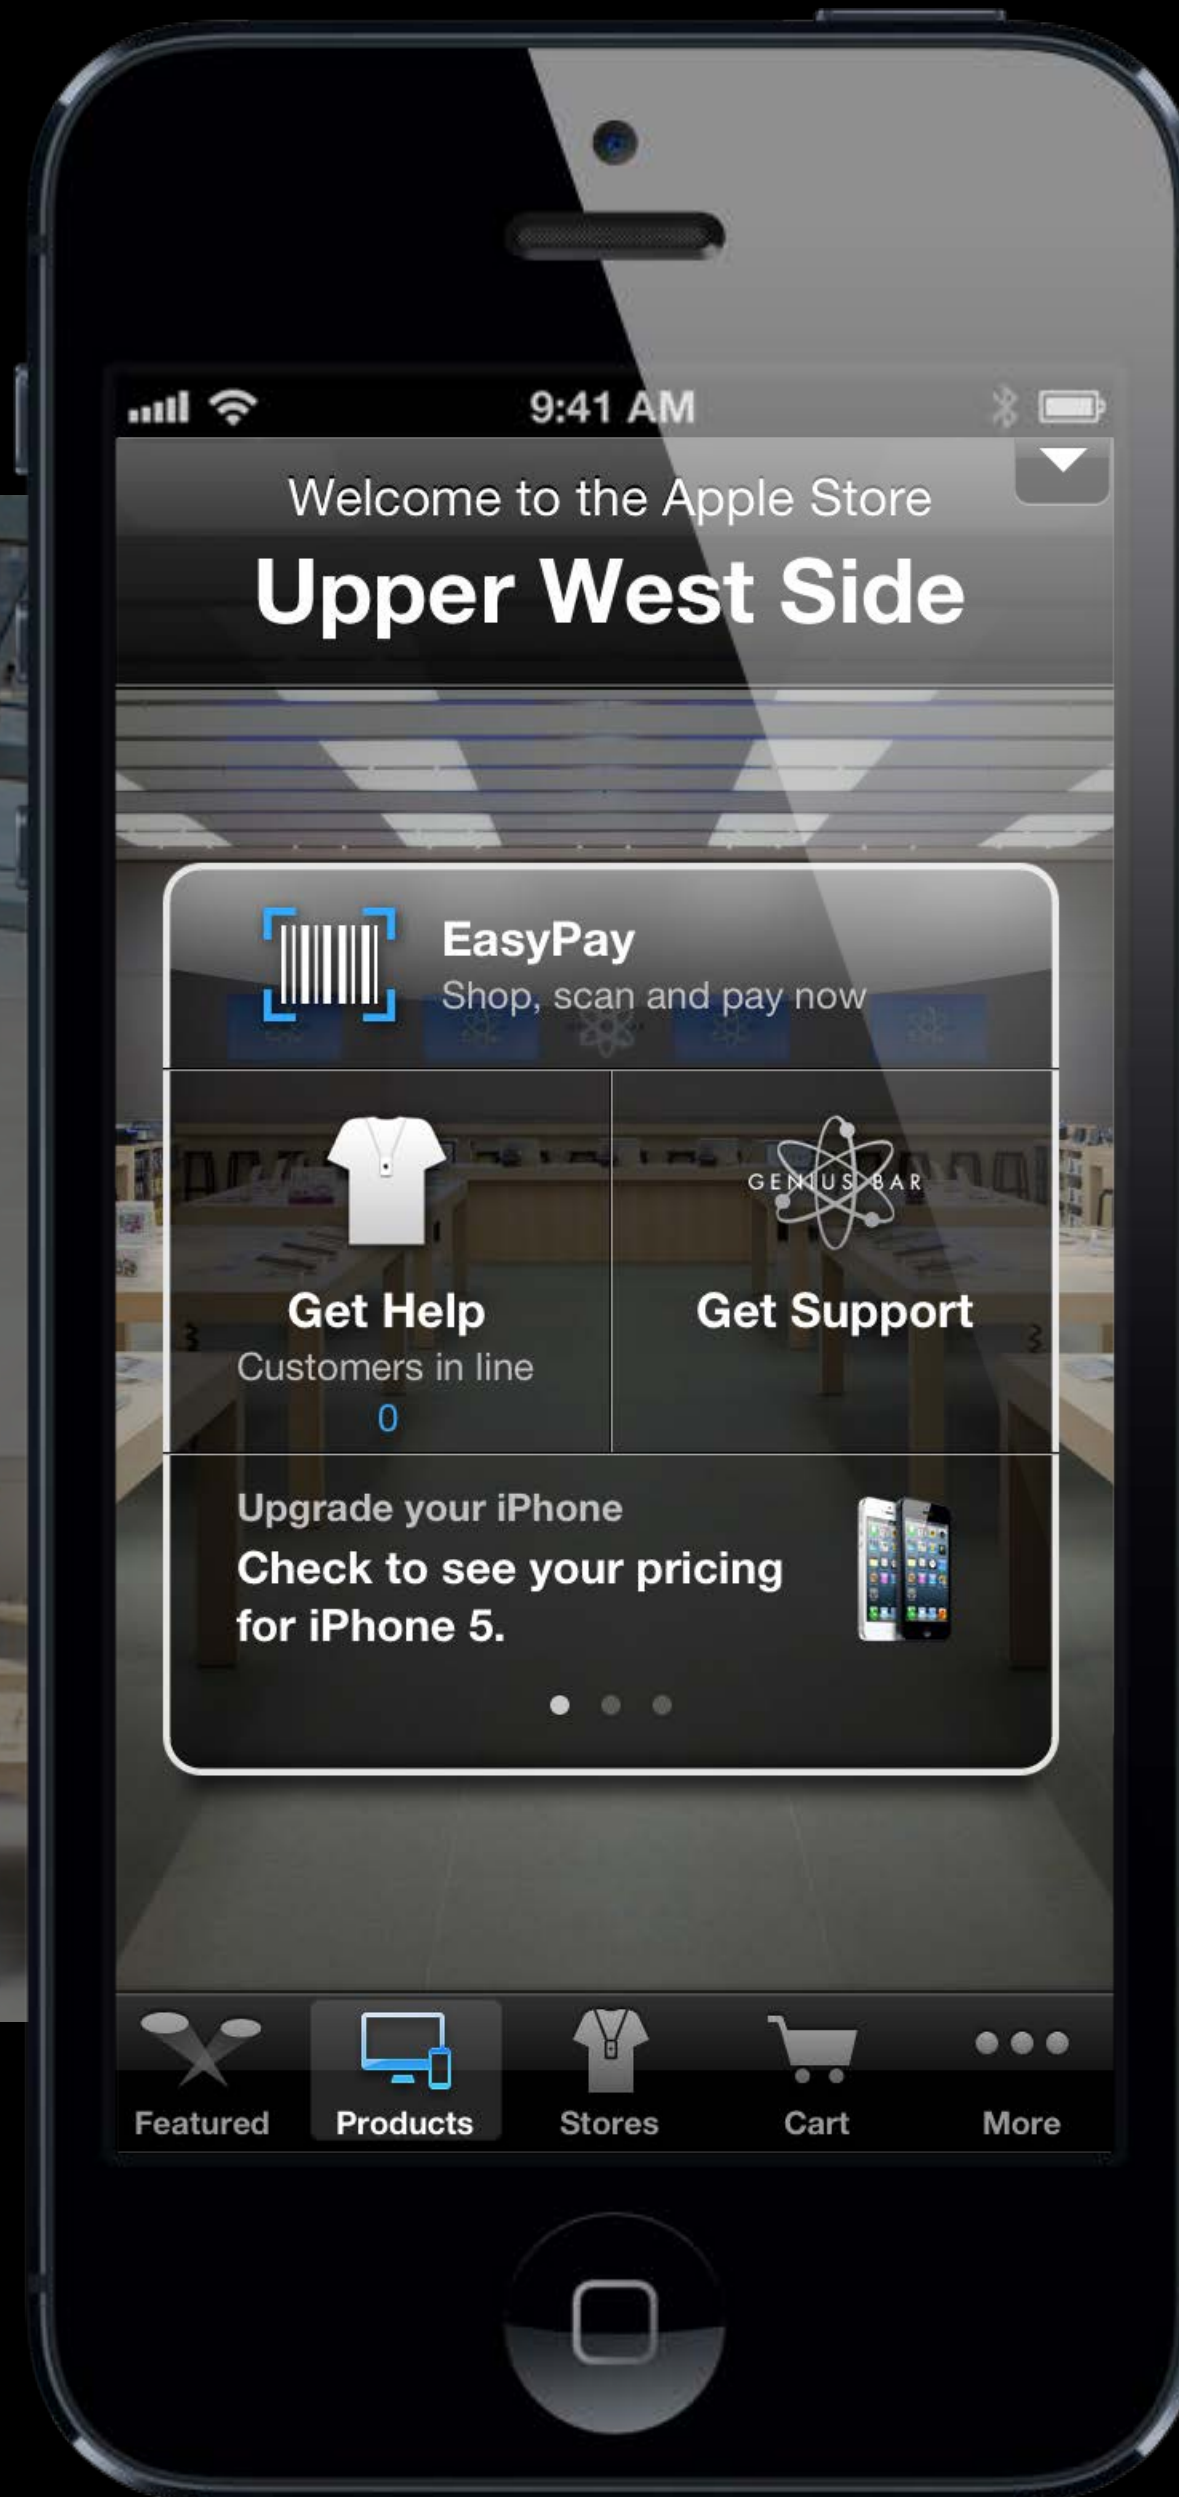 9:41 AM
Welcome to the Apple Store
Upper West Side
EasyPay
Shop, scan and pay now
GENIUS BAR
Get Help
Get Support
Customers in line
0
Upgrade your iPhone
Check to see your pricing
for iPhone 5.
Featured
Products
Stores
Cart
More